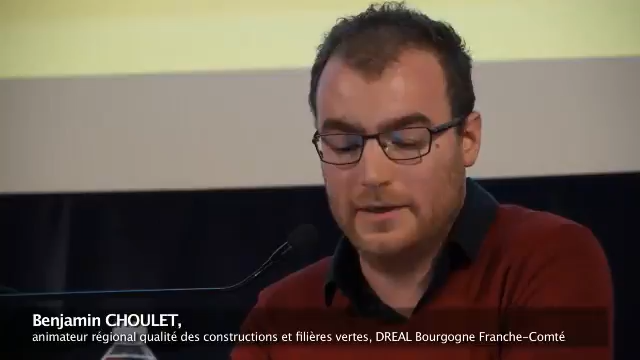 Benjamin CHOULET,
animateur régional qualité des constructions et filières vertes, DREAL Bourgogne Franche-Comté